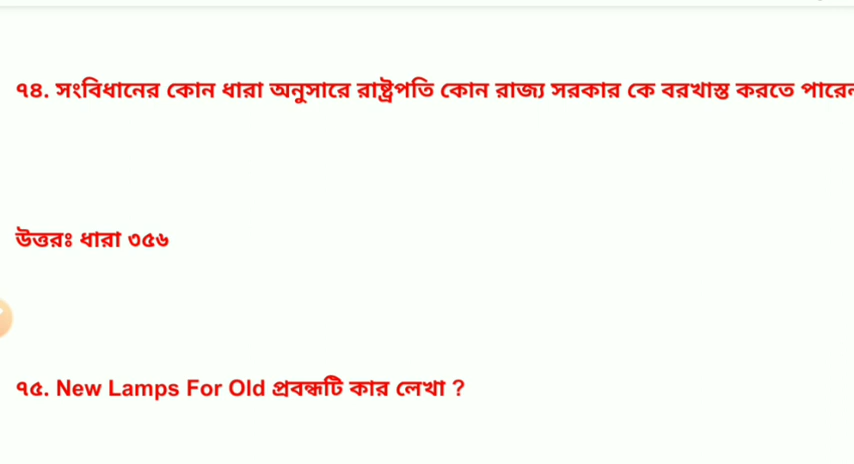 ৭৪. সংবিধানের কোন ধারা অনুসারে রাষ্ট্রপতি কোন রাজ্য সরকার কে বরখাস্ত করতে
উত্তরঃ ধারা ৩৫৬
৭৫. New Lamps For Old প্রবন্ধটি কার লেখা ?